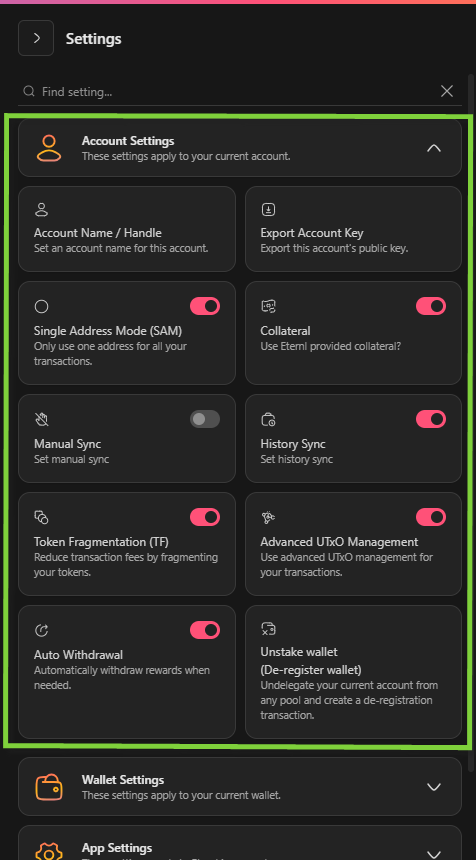 Settings
Find setting...
Account Settings
These settings apply to your current account.
Account Name / Handle
Set an account name for this account.
Export Account Key
Export this account's public key.
Single Address Mode (SAM)
Only use one address for all your
transactions.
Collateral
Use Eternl provided collateral?
Manual Sync
Set manual sync
History Sync
Set history sync
Token Fragmentation (TF)
Reduce transaction fees by fragmenting
your tokens.
Advanced UTxO Management
Use advanced UTxO management for
your transactions.
Auto Withdrawal
Automatically withdraw rewards when
needed.
Unstake wallet
(De-register wallet)
Undelegate your current account from
any pool and create a de-registration
transaction.
Wallet Settings
These settings apply to your current wallet.
App Settings